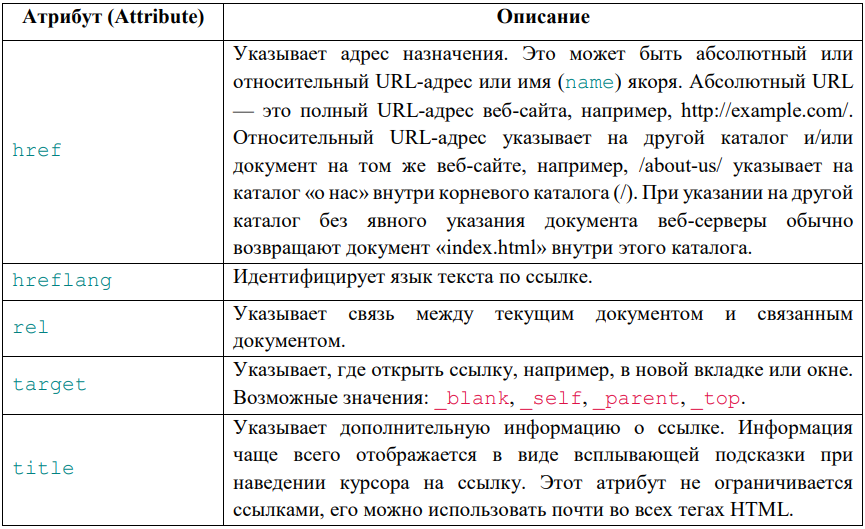 Атрибут (Attribute) Описание
href
Указывает адрес назначения. Это может быть абсолютный или
относительный URL-адрес или имя (name) якоря. Абсолютный URL
— это полный URL-адрес веб-сайта, например, http://example.com/.
Относительный URL-адрес указывает на другой каталог и/или
документ на том же веб-сайте, например, /about-us/ указывает на
каталог «о нас» внутри корневого каталога (/). При указании на другой
каталог без явного указания документа веб-серверы обычно
возвращают документ «index.html» внутри этого каталога.
hreflang
Идентифицирует язык текста по ссылке.
rel
Указывает связь между текущим документом и связанным
документом.
target
Указывает, где открыть ссылку, например, в новой вкладке или окне.
Возможные значения: _blank, _self, _parent, _top.
title
Указывает дополнительную информацию о ссылке. Информация
чаще всего отображается в виде всплывающей подсказки при
наведении курсора на ссылку. Этот атрибут не ограничивается
ссылками, его можно использовать почти во всех тегах HTML.